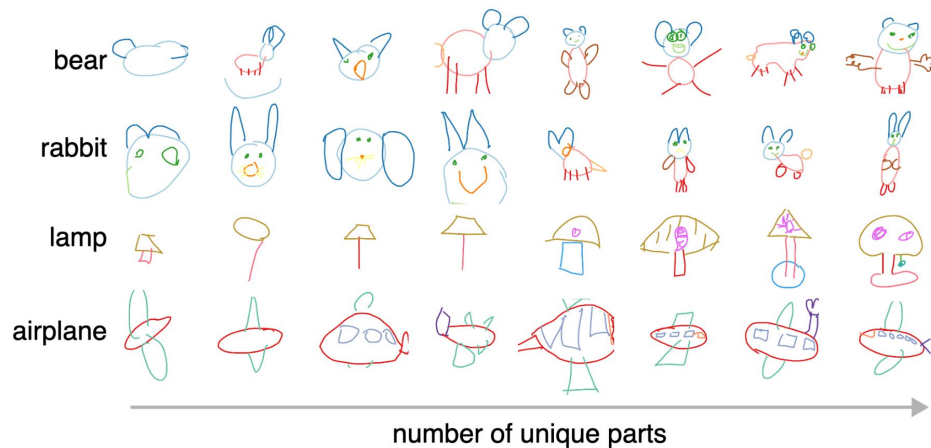 bear
rabbit
lamp
airplane
number of unique parts